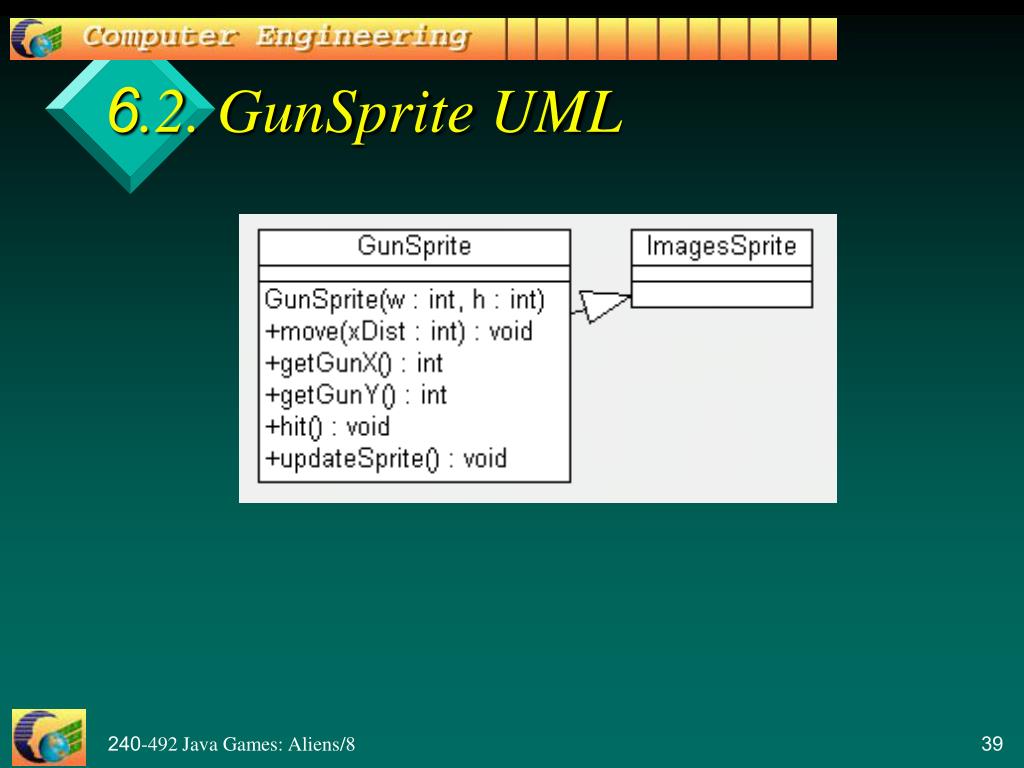 Computer Engineering
6.2. GunSprite UML
GunSprite
GunSprite(w : int, h : int)
+move(xDist : int) : void
+getGunX() : int
+getGunY() : int
+hit() : void
+updateSprite() : void
ImagesSprite
240-492 Java Games: Aliens/8
39